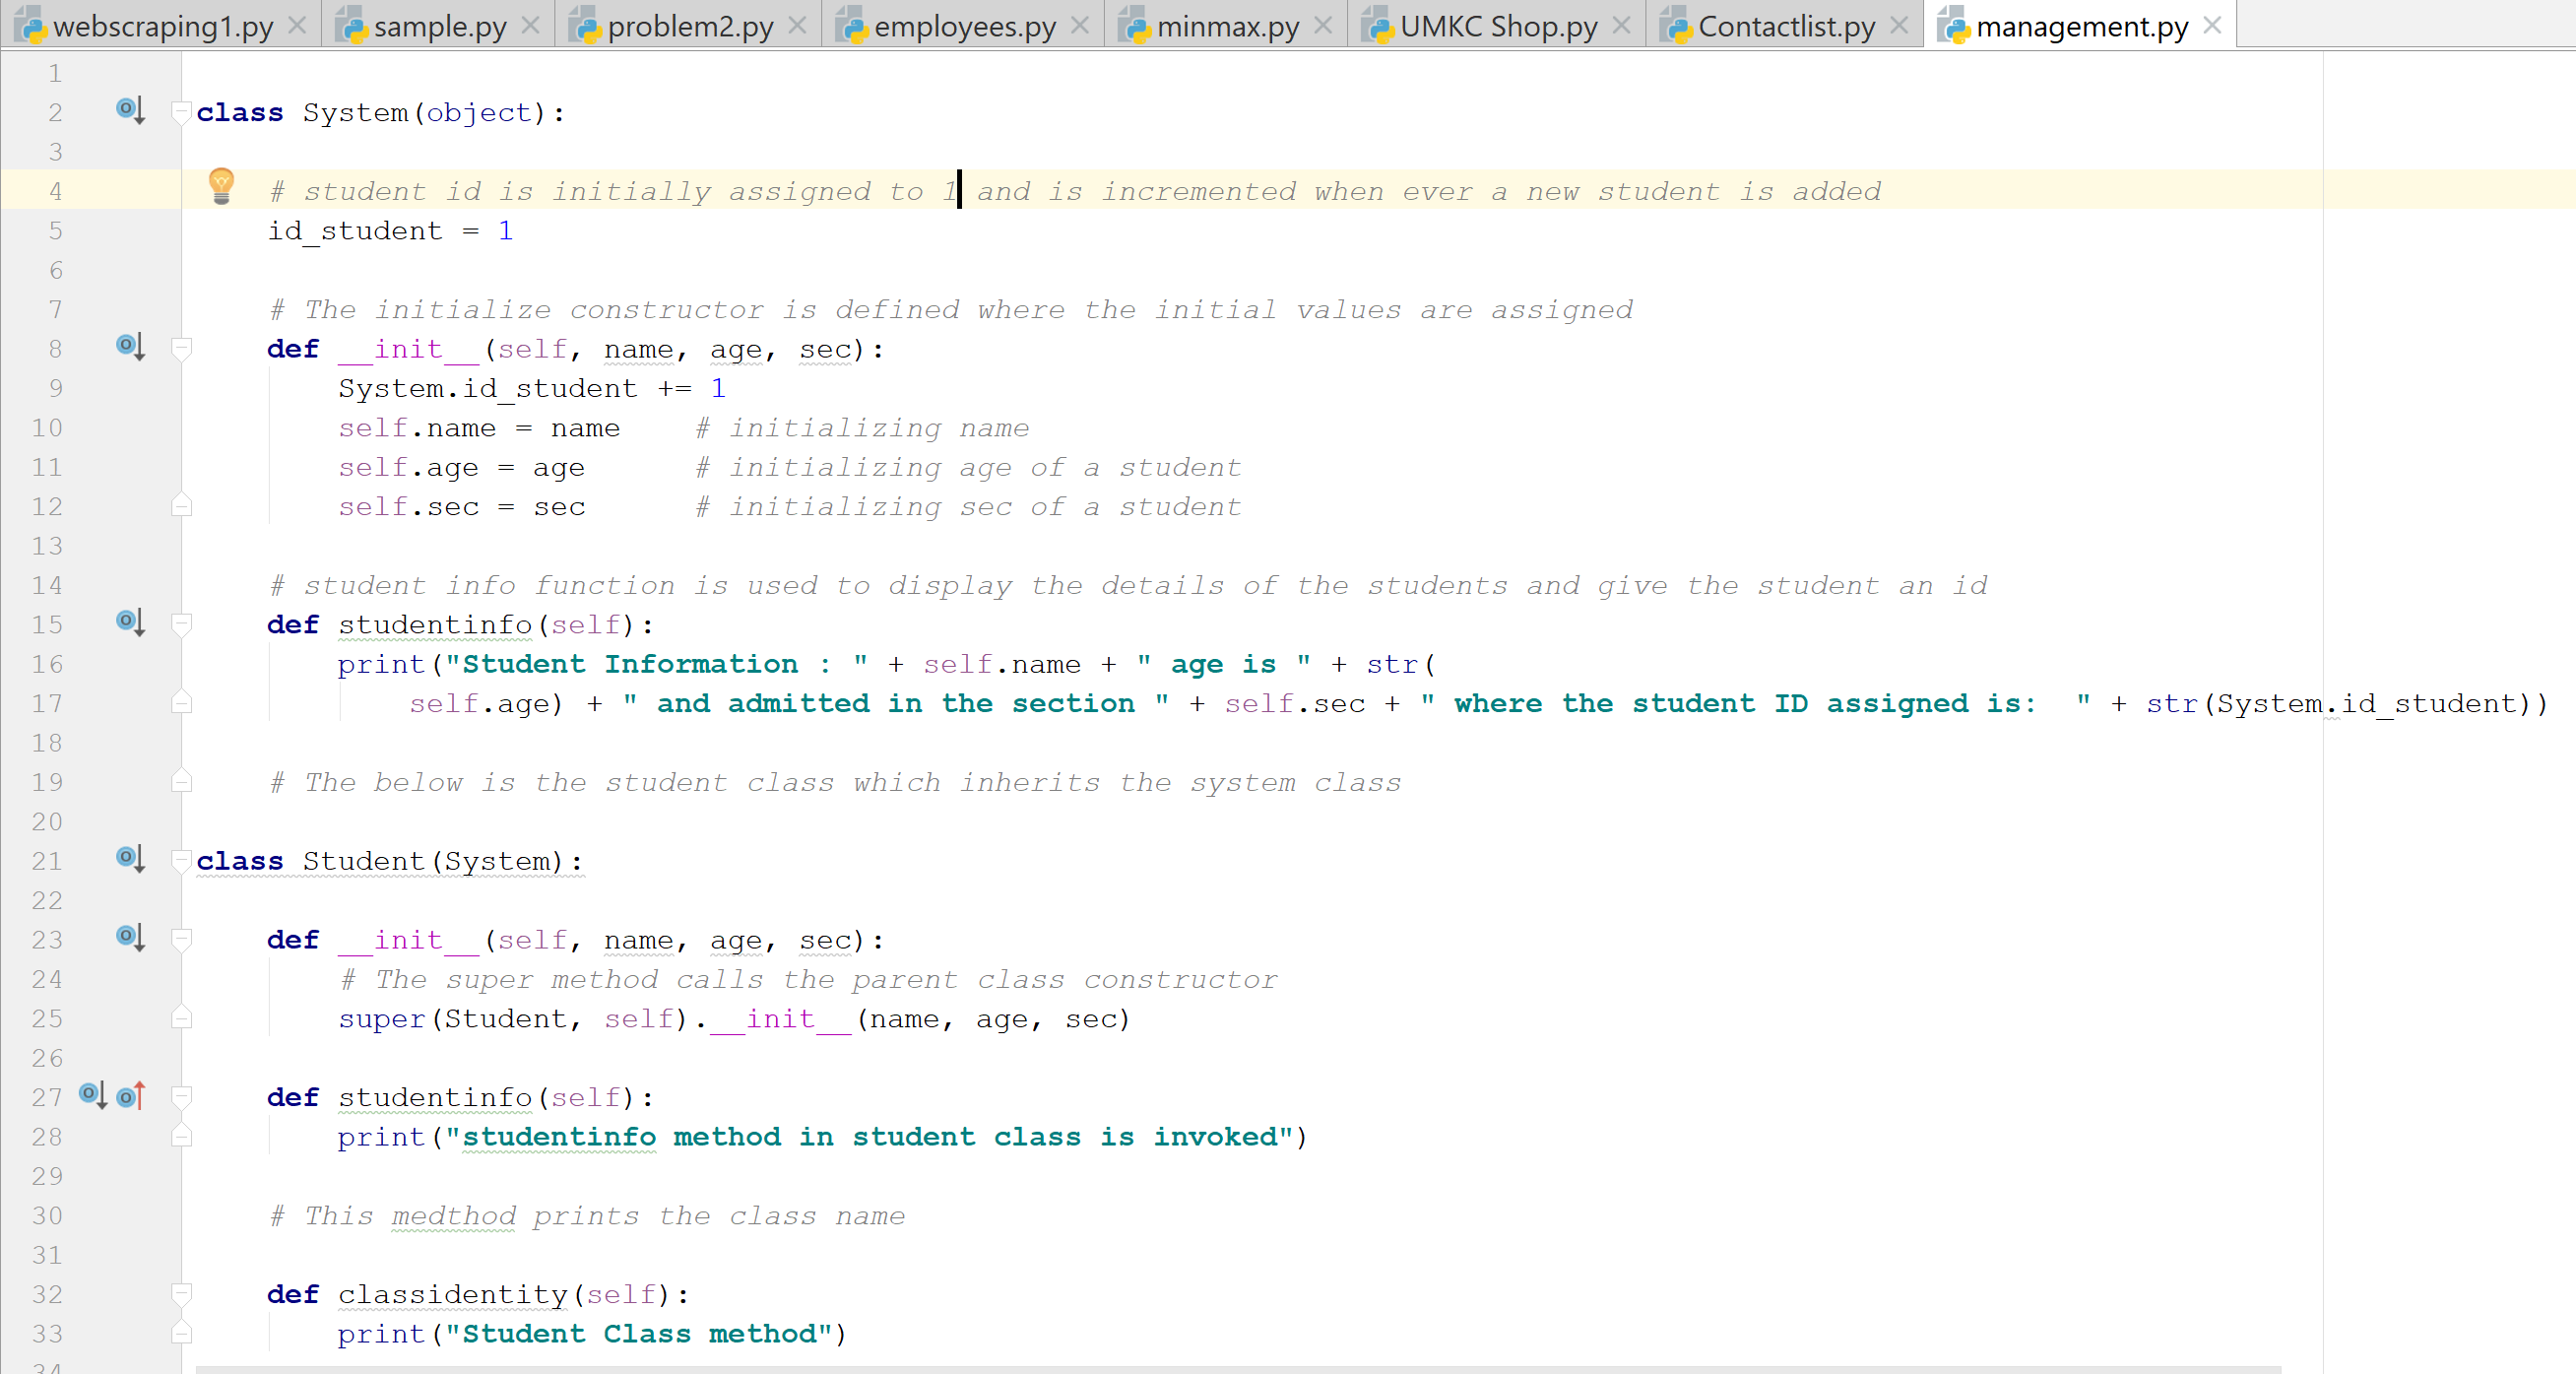 webscraping1.py sample.py problem2.py employees.py minmax.py UMKC Shop.py Contactlist.py management.py
1
2 class System(object):
3
4 # student id is initially assigned to 1 and is incremented when ever a new student is added
5 id_student = 1
6
7 # The initialize constructor is defined where the initial values are assigned
8 def __init__(self, name, age, sec):
9 System.id_student += 1
10 self.name = name # initializing name
11 self.age = age # initializing age of a student
12 self.sec = sec # initializing sec of a student
13
14 # student info function is used to display the details of the students and give the student an id
15 def studentinfo(self):
16 print("Student Information : " + self.name + " age is " + str(
17 self.age) + " and admitted in the section " + self.sec + " where the student ID assigned is:  " + str(System.id_student))
18
19 # The below is the student class which inherits the system class
20
21 class Student(System):
22
23 def __init__(self, name, age, sec):
24 # The super method calls the parent class constructor
25 super(Student, self).__init__(name, age, sec)
26
27 def studentinfo(self):
28 print("studentinfo method in student class is invoked")
29
30 # This medthod prints the class name
31
32 def classidentity(self):
33 print("Student Class method")
34